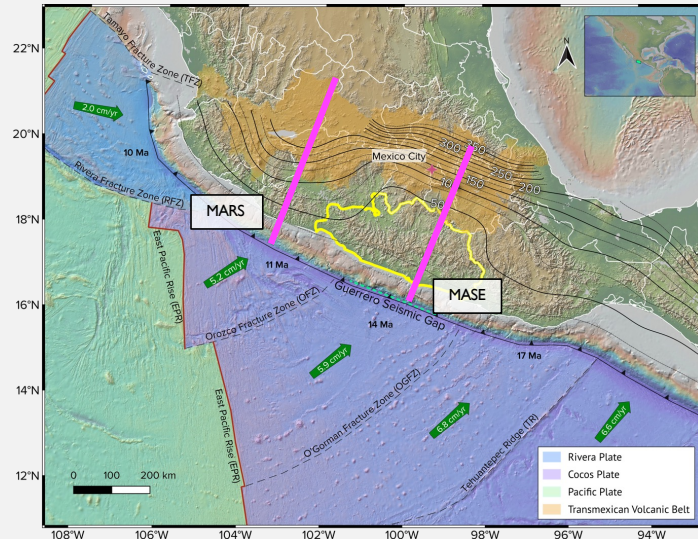 22°N
20°N
18°N
16°N
14°N
12°N
108°W
106°W
104°W
102°W
100°W
98°W
96°W
94°W
Tamayo Fracture Zone (TFZ)
N
2.0 cm/yr
10 Ma
Rivera Fracture Zone (RFZ)
Mexico City
300
350
250
200
150
50
MARS
East Pacific Rise (EPR)
5.2 cm/yr
11 Ma
MASE
Guerrero Seismic Gap
Orozco Fracture Zone (OFZ)
14 Ma
17 Ma
5.9 cm/yr
East Pacific Rise (EPR)
O'Gorman Fracture Zone (OGFZ)
6.8 cm/yr
Tehuantepec Ridge (TR)
6.6 cm/yr
0 100 200 km
Rivera Plate
Cocos Plate
Pacific Plate
Transmexican Volcanic Belt